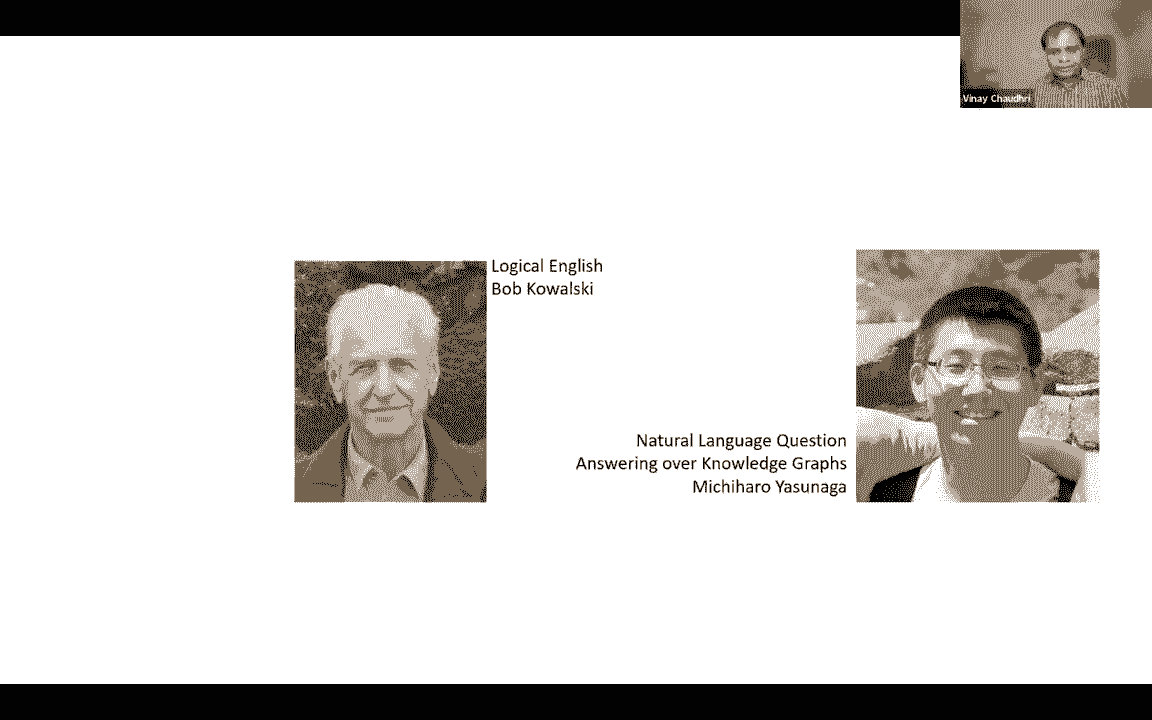 Vinay Chaudhri
Logical English
Bob Kowalski
Natural Language Question
Answering over Knowledge Graphs
Michiharo Yasunaga